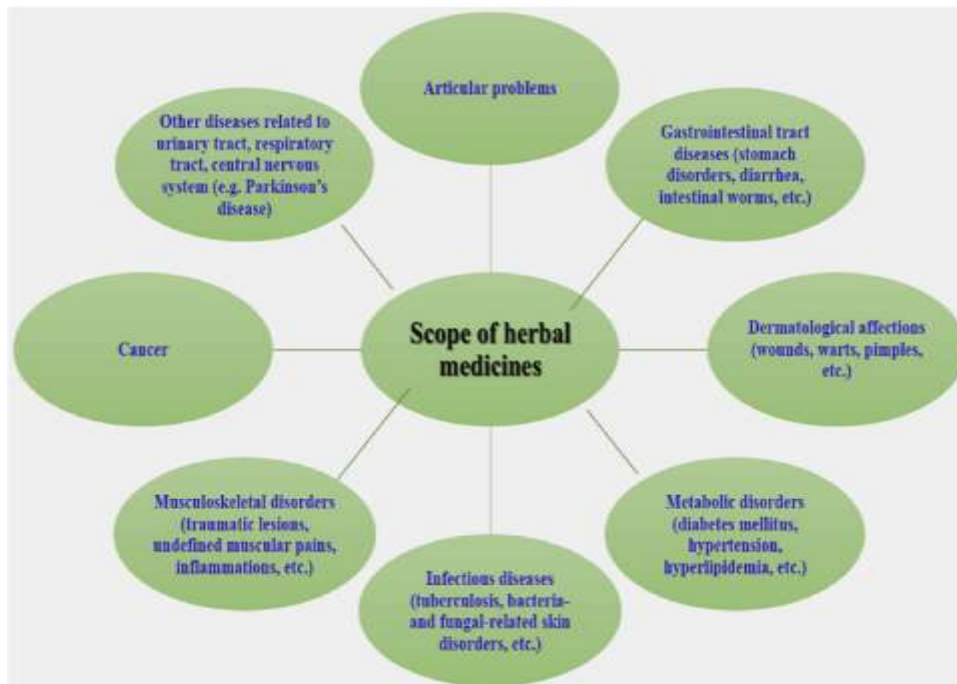 Articular problems
Other diseases related to
urinary tract, respiratory
tract, central nervous
system (e.g. Parkinson's
disease)
Gastrointestinal tract
diseases (stomach
disorders, diarrhea,
intestinal worms, etc.)
Scope of herbal
medicines
Cancer
Dermatological affections
(wounds, warts, pimples,
etc.)
Musculoskeletal disorders
(traumatic lesions,
undefined muscular pains,
inflammations, etc.)
Metabolic disorders
(diabetes mellitus,
hypertension,
hyperlipidemia, etc.)
Infectious diseases
(tuberculosis, bacteria-
and fungal-related skin
disorders, etc.)